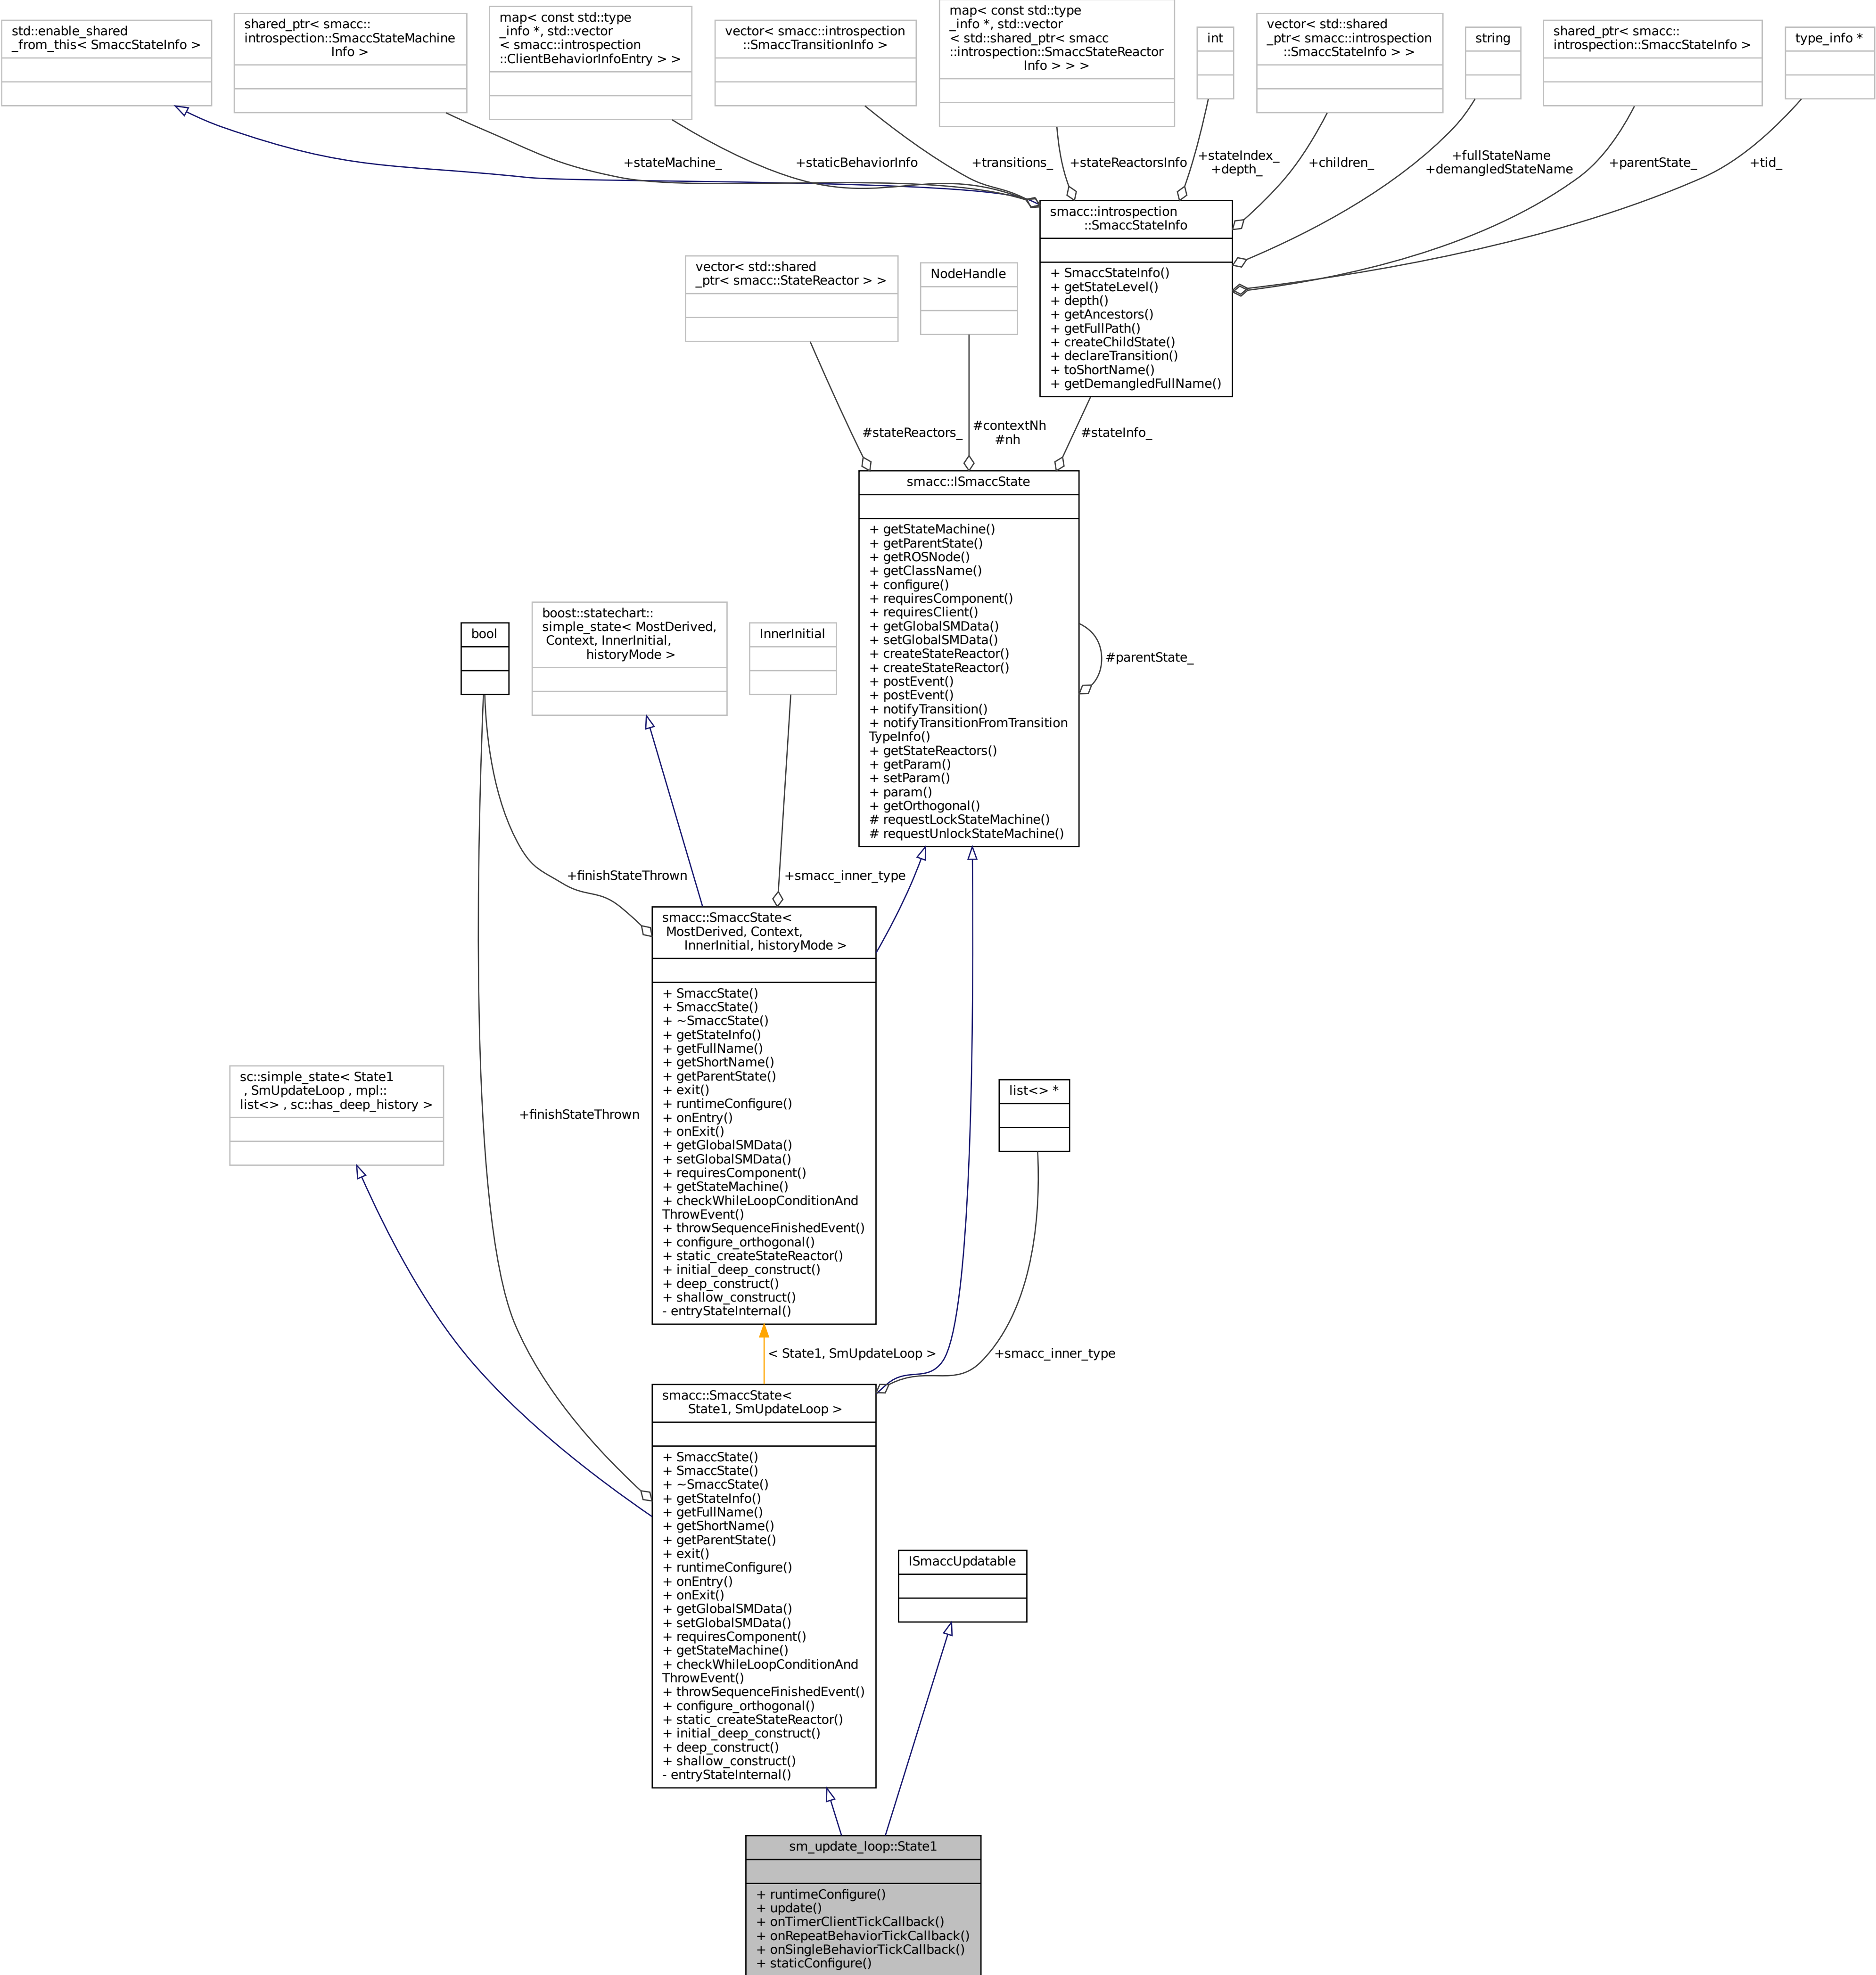 std::enable_shared
_from_this< SmaccStateInfo >
shared_ptr< smacc::
introspection::SmaccStateMachine
Info >
map< const std::type
_info *, std::vector
< smacc::introspection
::ClientBehaviorInfoEntry > >
vector< smacc::introspection
::SmaccTransitionInfo >
map< const std::type
_info *, std::vector
< std::shared_ptr< smacc
::introspection::SmaccStateReactor
Info > > >
int
vector< std::shared
_ptr< smacc::introspection
::SmaccStateInfo > >
string
shared_ptr< smacc::
introspection::SmaccStateInfo >
type_info *
+stateMachine_
+staticBehaviorInfo
+transitions_
+stateReactorsInfo
+stateIndex_
+depth_
+children_
+fullStateName
+demangledStateName
+parentState_
+tid_
smacc::introspection
::SmaccStateInfo
+ SmaccStateInfo()
+ getStateLevel()
+ depth()
+ getAncestors()
+ getFullPath()
+ createChildState()
+ declareTransition()
+ toShortName()
+ getDemangledFullName()
vector< std::shared
_ptr< smacc::StateReactor > >
NodeHandle
#stateReactors_
#contextNh
#nh
#stateInfo_
smacc::ISmaccState
+ getStateMachine()
+ getParentState()
+ getROSNode()
+ getClassName()
+ configure()
+ requiresComponent()
+ requiresClient()
+ getGlobalSMData()
+ setGlobalSMData()
+ createStateReactor()
+ createStateReactor()
+ postEvent()
+ postEvent()
+ notifyTransition()
+ notifyTransitionFromTransition
TypeInfo()
+ getStateReactors()
+ getParam()
+ setParam()
+ param()
+ getOrthogonal()
# requestLockStateMachine()
# requestUnlockStateMachine()
#parentState_
bool
boost::statechart::
simple_state< MostDerived,
Context, InnerInitial,
historyMode >
InnerInitial
+finishStateThrown
+smacc_inner_type
smacc::SmaccState<
MostDerived, Context,
InnerInitial, historyMode >
+ SmaccState()
+ SmaccState()
+ ~SmaccState()
+ getStateInfo()
+ getFullName()
+ getShortName()
+ getParentState()
+ exit()
+ runtimeConfigure()
+ onEntry()
+ onExit()
+ getGlobalSMData()
+ setGlobalSMData()
+ requiresComponent()
+ getStateMachine()
+ checkWhileLoopConditionAnd
ThrowEvent()
+ throwSequenceFinishedEvent()
+ configure_orthogonal()
+ static_createStateReactor()
+ initial_deep_construct()
+ deep_construct()
+ shallow_construct()
- entryStateInternal()
sc::simple_state< State1
, SmUpdateLoop , mpl::
list<> , sc::has_deep_history >
+finishStateThrown
list<> *
< State1, SmUpdateLoop >
+smacc_inner_type
smacc::SmaccState<
State1, SmUpdateLoop >
+ SmaccState()
+ SmaccState()
+ ~SmaccState()
+ getStateInfo()
+ getFullName()
+ getShortName()
+ getParentState()
+ exit()
+ runtimeConfigure()
+ onEntry()
+ onExit()
+ getGlobalSMData()
+ setGlobalSMData()
+ requiresComponent()
+ getStateMachine()
+ checkWhileLoopConditionAnd
ThrowEvent()
+ throwSequenceFinishedEvent()
+ configure_orthogonal()
+ static_createStateReactor()
+ initial_deep_construct()
+ deep_construct()
+ shallow_construct()
- entryStateInternal()
ISmaccUpdatable
sm_update_loop::State1
+ runtimeConfigure()
+ update()
+ onTimerClientTickCallback()
+ onRepeatBehaviorTickCallback()
+ onSingleBehaviorTickCallback()
+ staticConfigure()